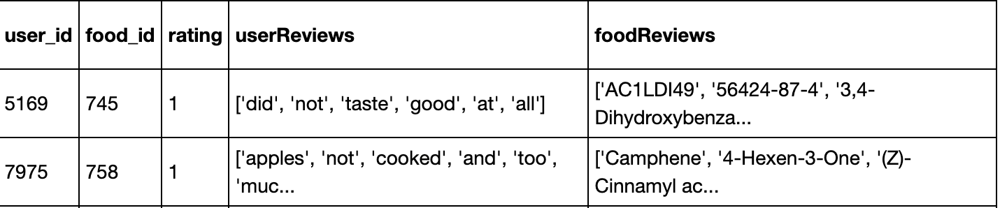 user_id food_id rating userReviews foodReviews
5169 745 1 ['did', 'not', 'taste', 'good', 'at', 'all'] ['AC1LDI49', '56424-87-4', '3,4-
Dihydroxybenza...
7975 758 1 ['apples', 'not', 'cooked', 'and', 'too', ['Camphene', '4-Hexen-3-One', '(Z)-
'muc... Cinnamyl ac...